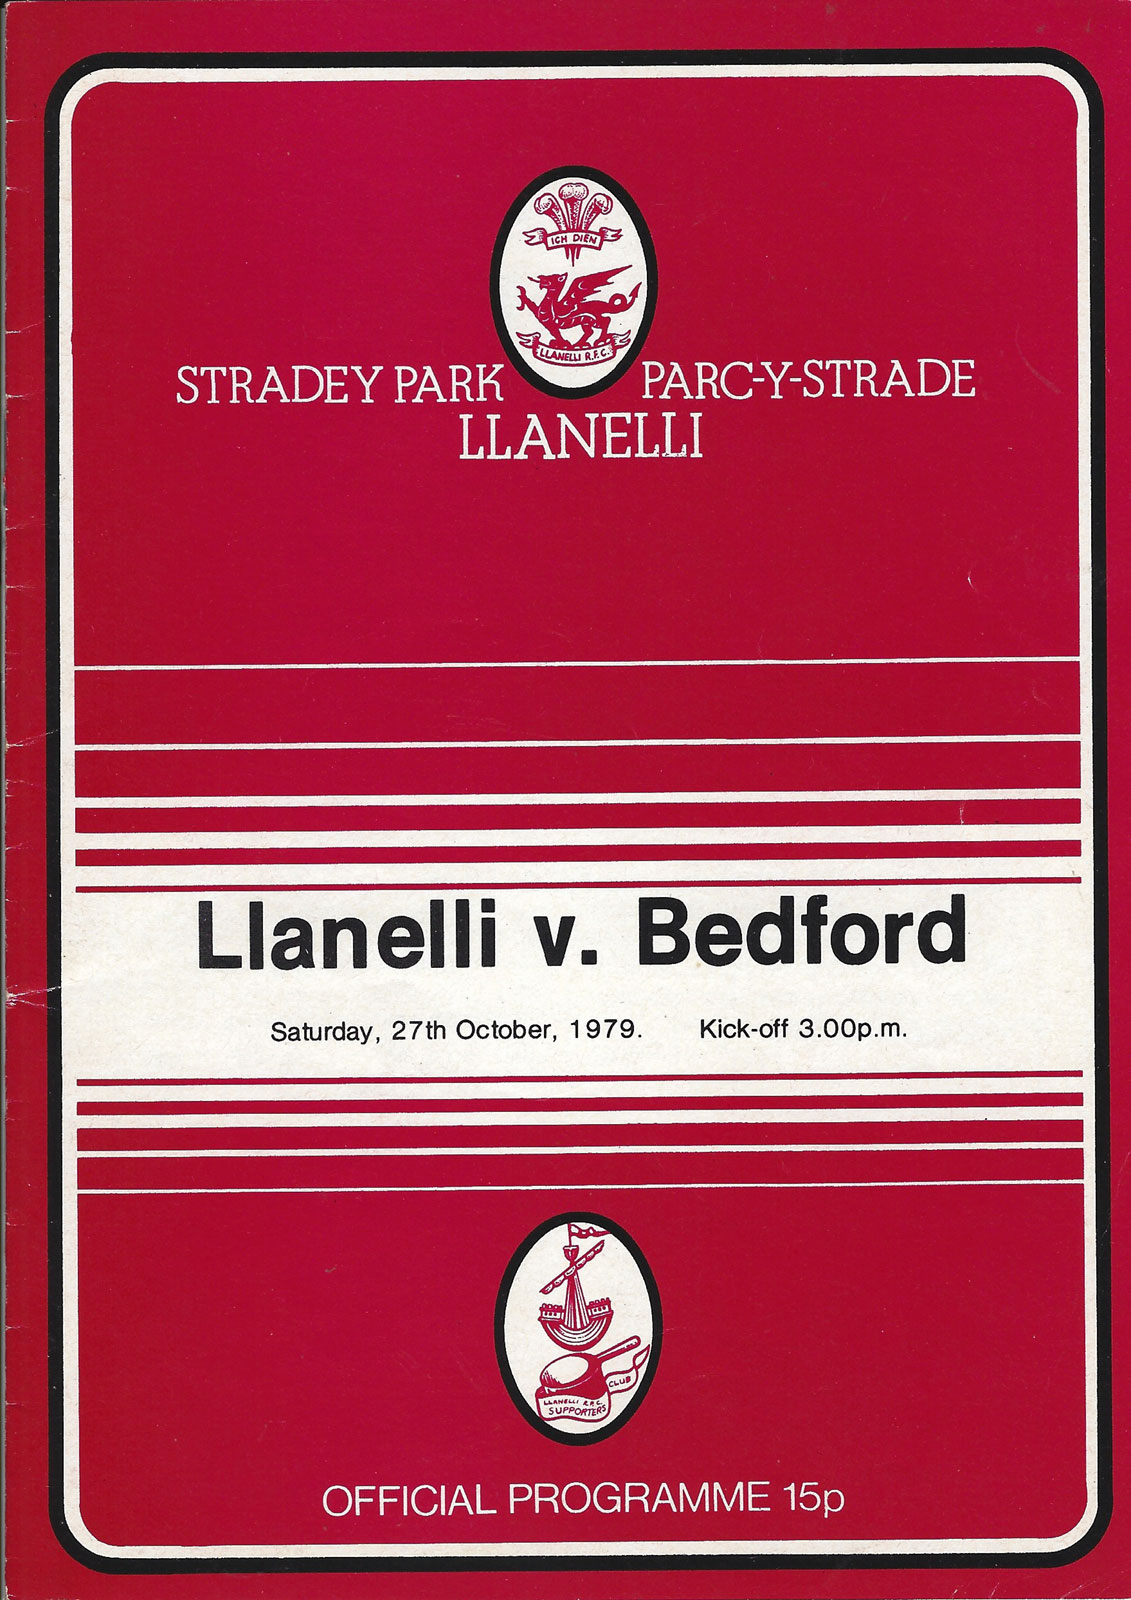 ICH DIEN
LLANELLI R.F.C.
STRADEY PARK PARC-Y-STRADE
LLANELLI
Llanelli v. Bedford
Saturday, 27th October, 1979. Kick-off 3.00p.m.
CLUB
LLANELLI R.F.C.
SUPPORTERS
OFFICIAL PROGRAMME 15p